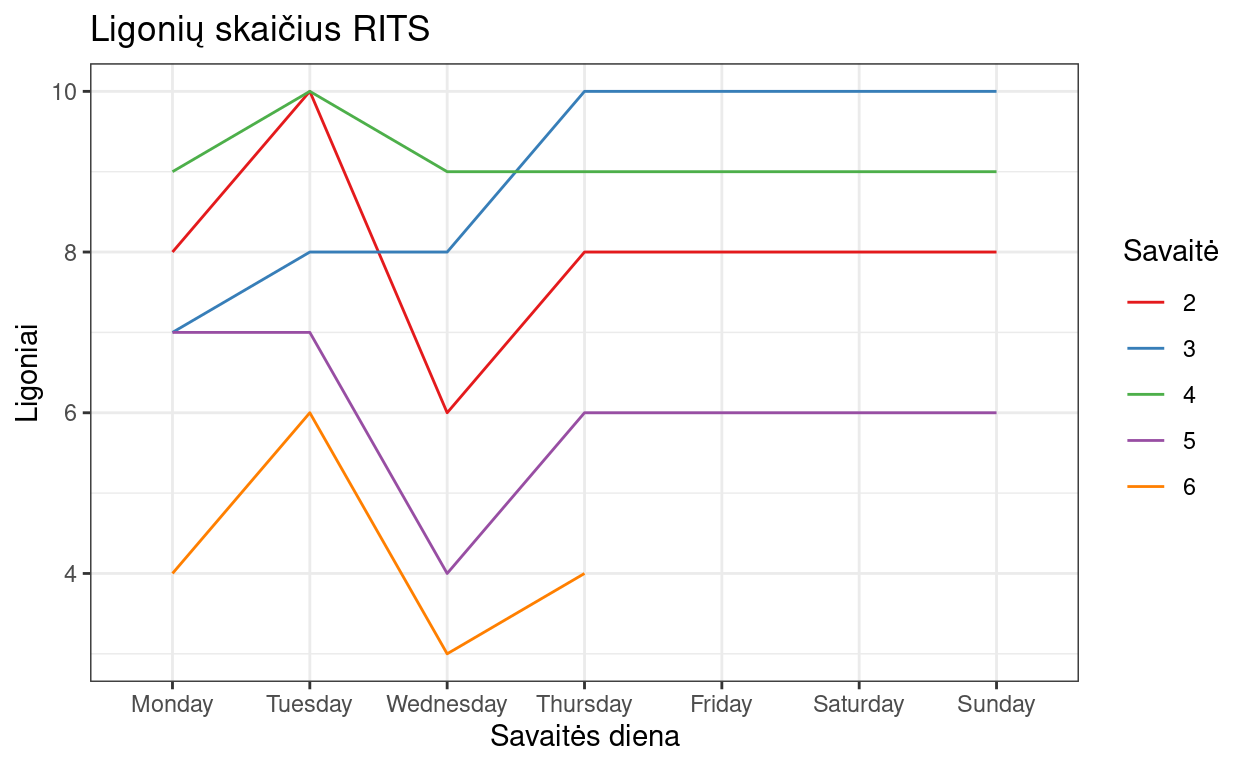 Ligonių skaičius RITS
Ligoniai
10
8
6
4
Monday Tuesday Wednesday Thursday Friday Saturday Sunday
Savaitės diena
Savaitė
2
3
4
5
6